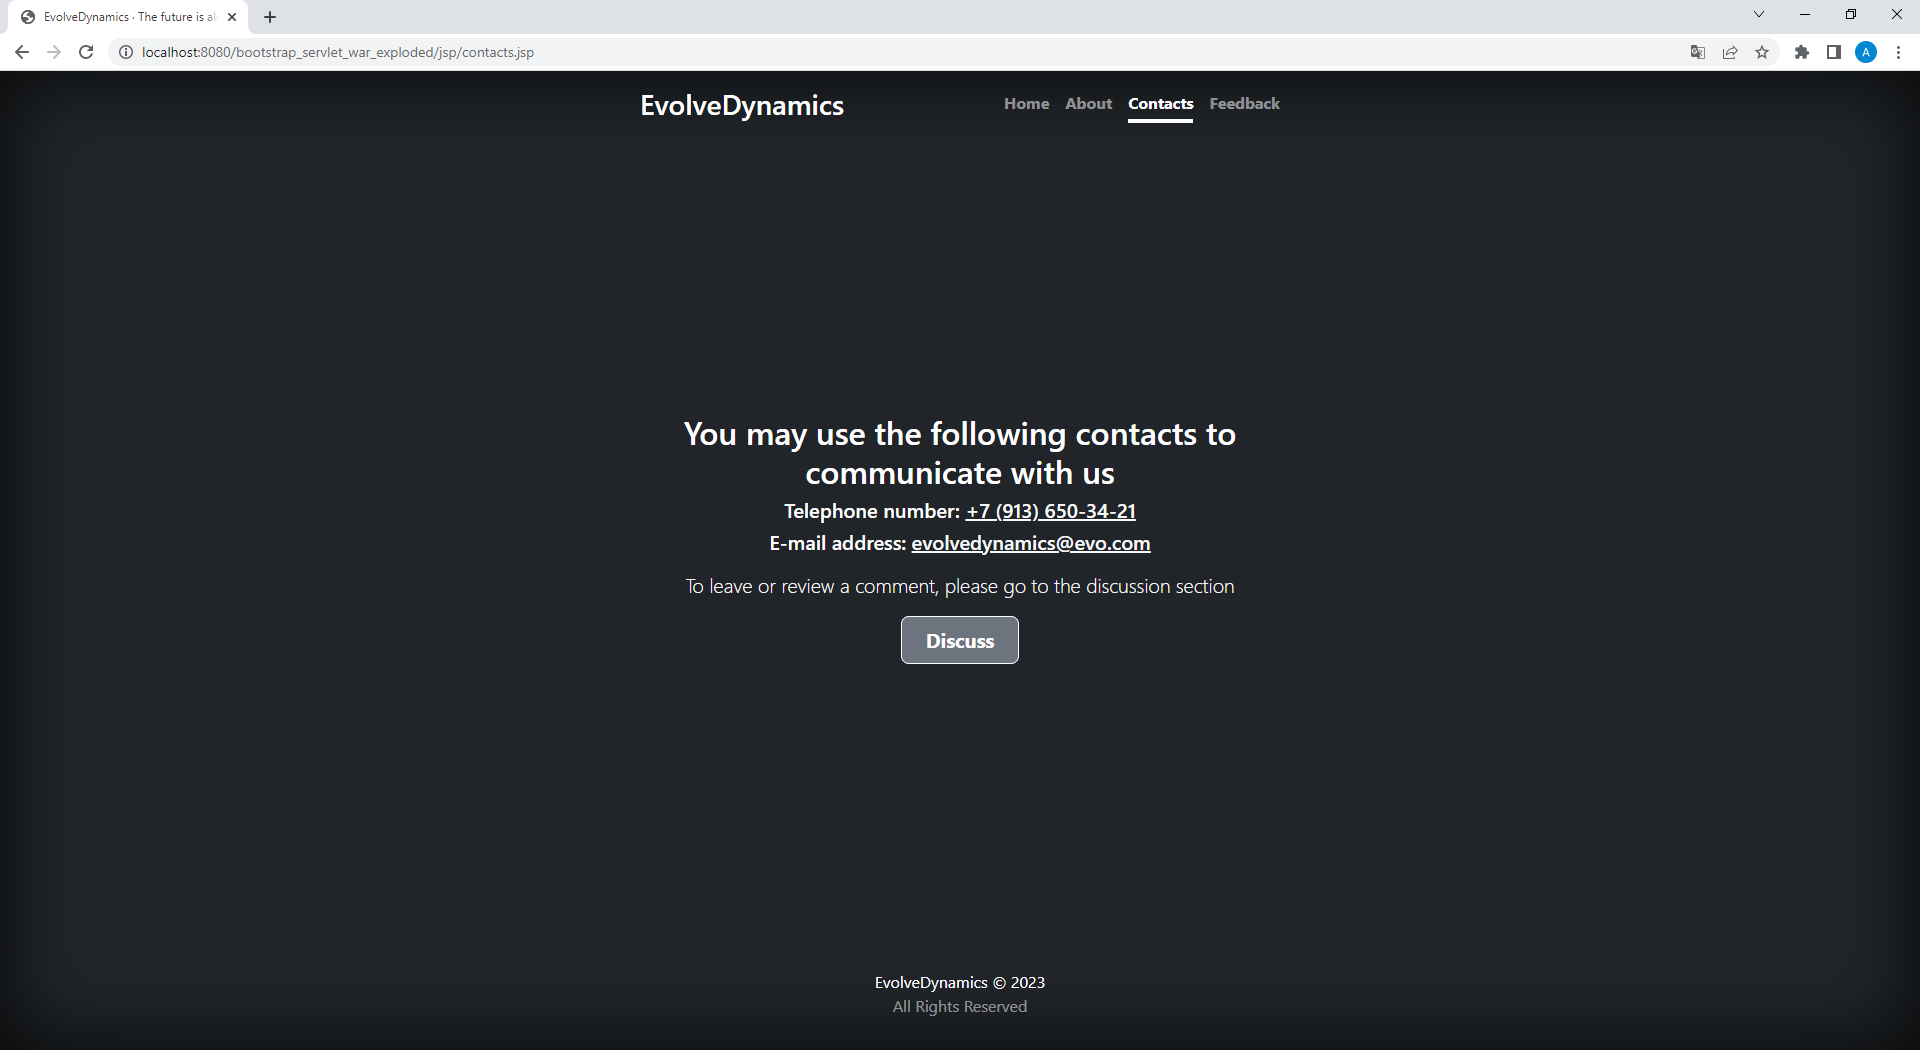 EvolveDynamics · The future is al
localhost:8080/bootstrap_servlet_war_exploded/jsp/contacts.jsp
A
EvolveDynamics
Home About Contacts Feedback
You may use the following contacts to
communicate with us
Telephone number: +7 (913) 650-34-21
E-mail address: evolvedynamics@evo.com
To leave or review a comment, please go to the discussion section
Discuss
EvolveDynamics © 2023
All Rights Reserved